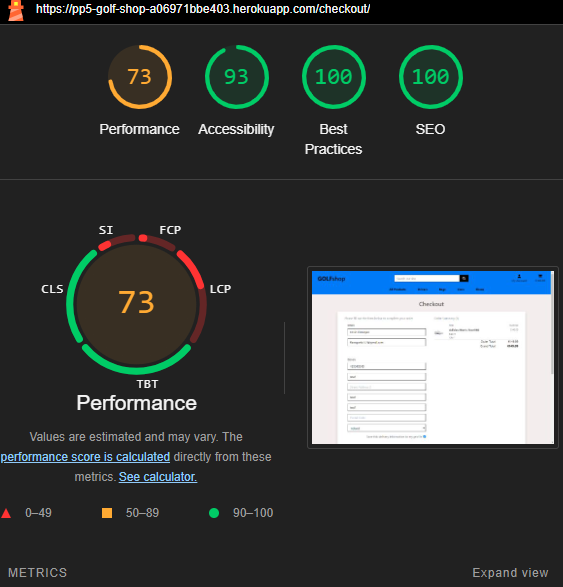 https://pp5-golf-shop-a06971bbe403.herokuapp.com/checkout/
73 93 100 100
Performance Accessibility Best Practices SEO
SI FCP
CLS LCP
73
TBT
Performance
GOLFshop
Checkout
Values are estimated and may vary. The
performance score is calculated directly from these
metrics. See calculator.
0–49 50–89 90–100
METRICS Expand view